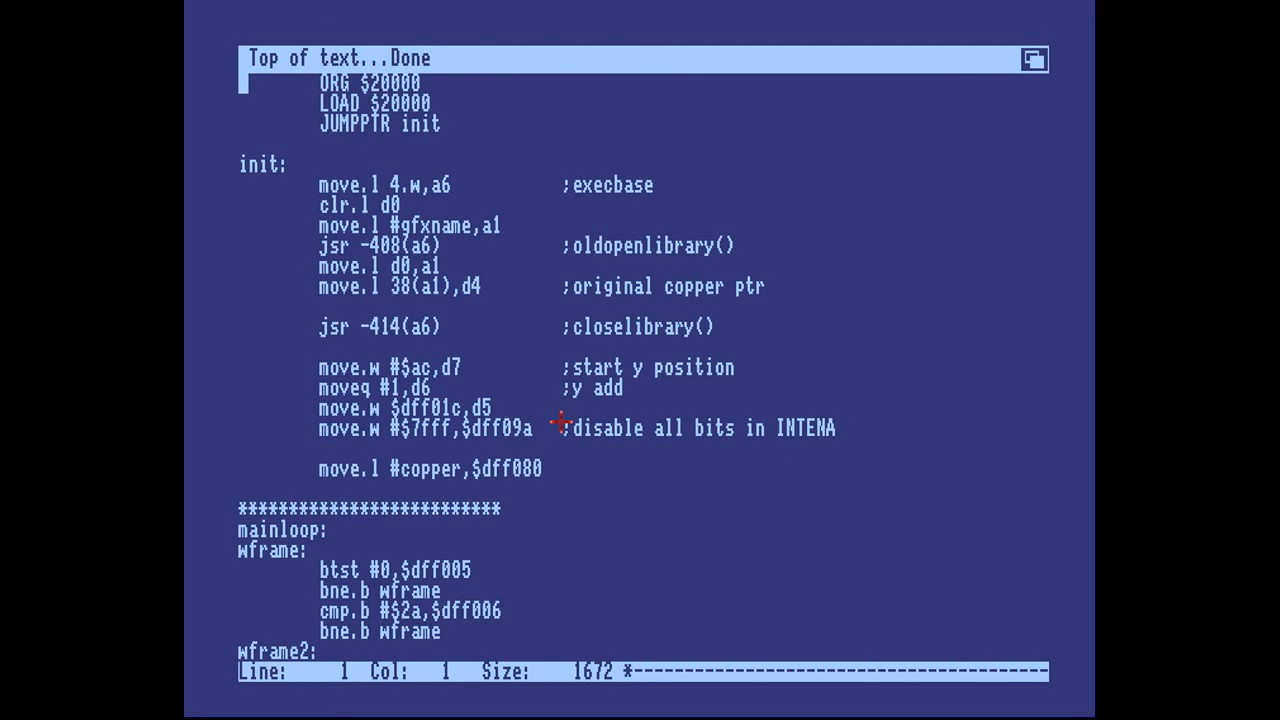 Top of text...Done
ORG $20000
LOAD $20000
JUMPPTR init
init:
move.l 4.w,a6 ;execbase
clr.l d0
move.l #gfxname,a1
jsr -408(a6) ;oldopenlibrary()
move.l d0,a1
move.l 38(a1),d4 ;original copper ptr
jsr -414(a6) ;closelibrary()
move.w #$ac,d7 ;start y position
moveq #1,d6 ;y add
move.w $dff01c,d5
move.w #$7fff,$dff09a ;disable all bits in INTENA
move.l #copper,$dff080
**************************
mainloop:
wframe:
btst #0,$dff005
bne.b wframe
cmp.b #$2a,$dff006
bne.b wframe
wframe2:
Line: 1 Col: 1 Size: 1672 *-----------------------------------------